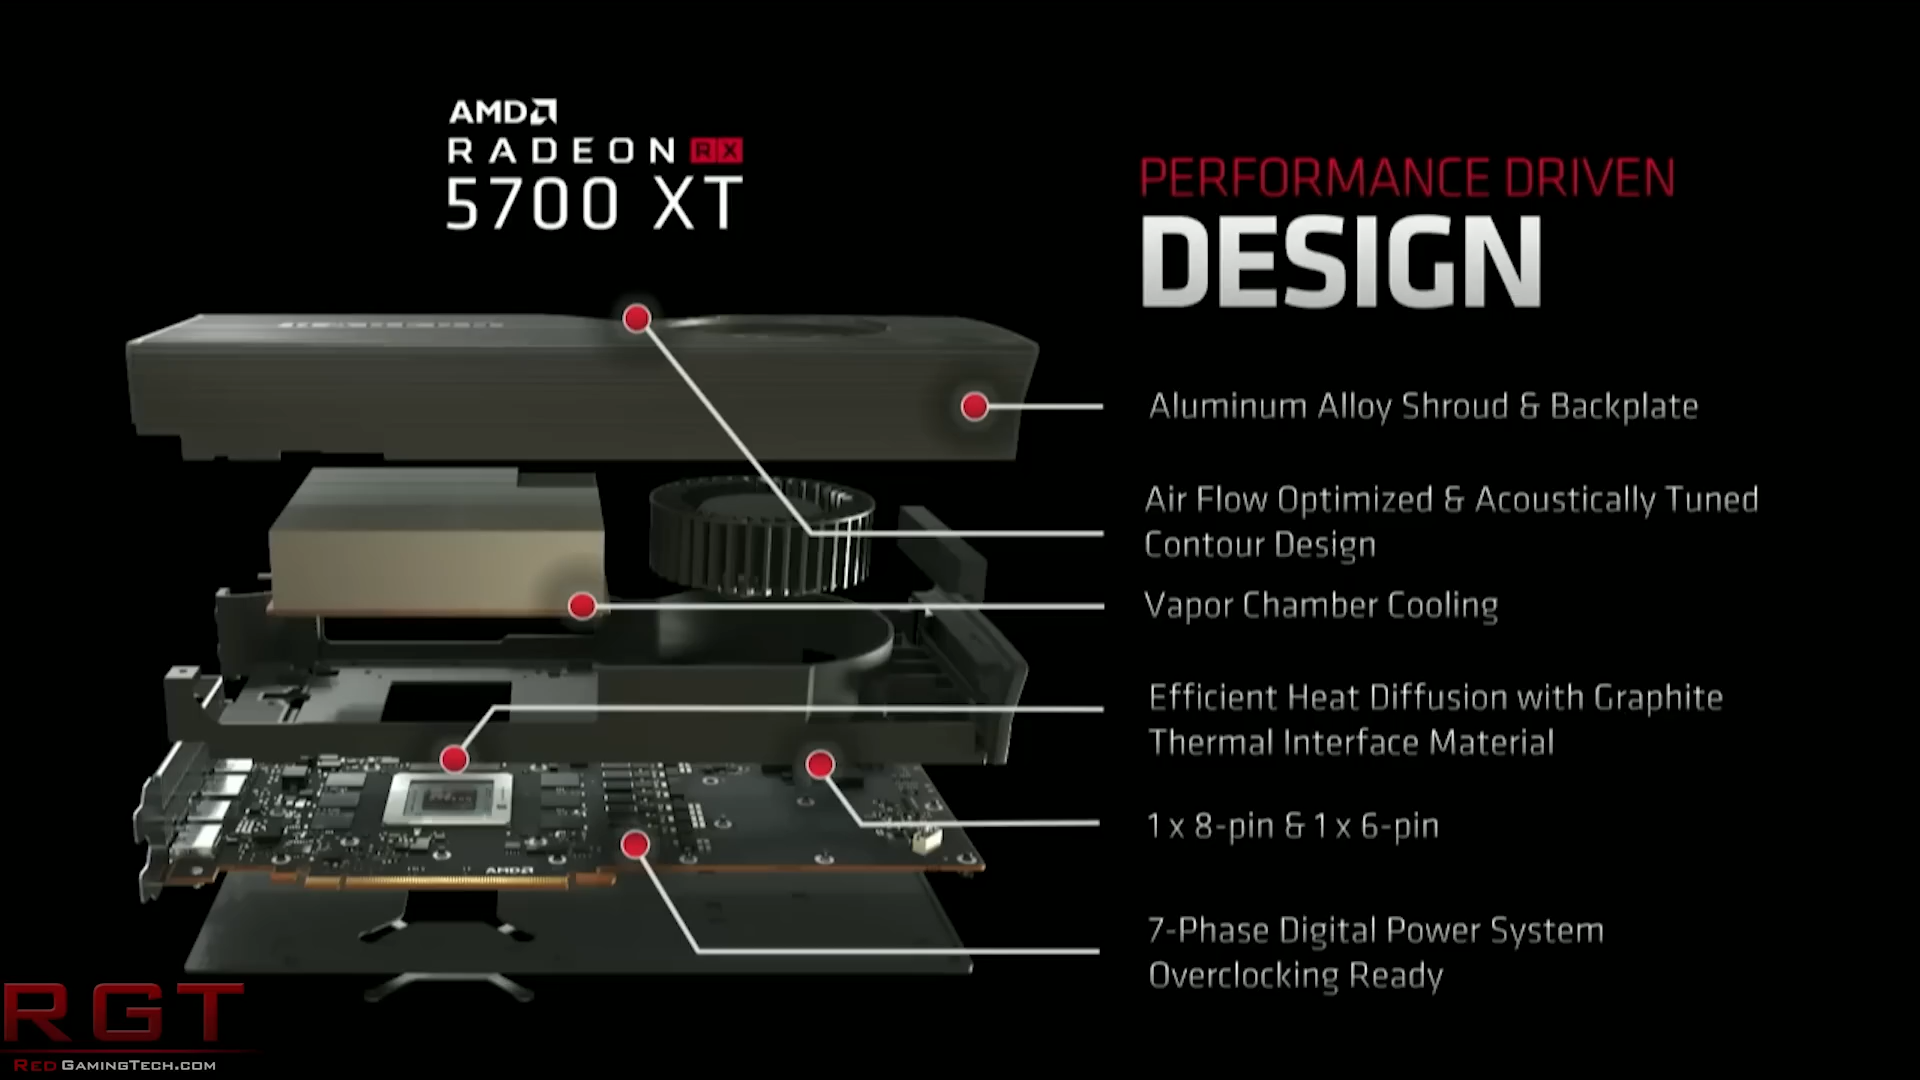 AMD
RADEON RX
5700 XT
PERFORMANCE DRIVEN
DESIGN
Aluminum Alloy Shroud & Backplate
Air Flow Optimized & Acoustically Tuned
Contour Design
Vapor Chamber Cooling
Efficient Heat Diffusion with Graphite
Thermal Interface Material
1 x 8-pin & 1 x 6-pin
7-Phase Digital Power System
Overclocking Ready
AMD
RGT
REDGAMINGTECH.COM